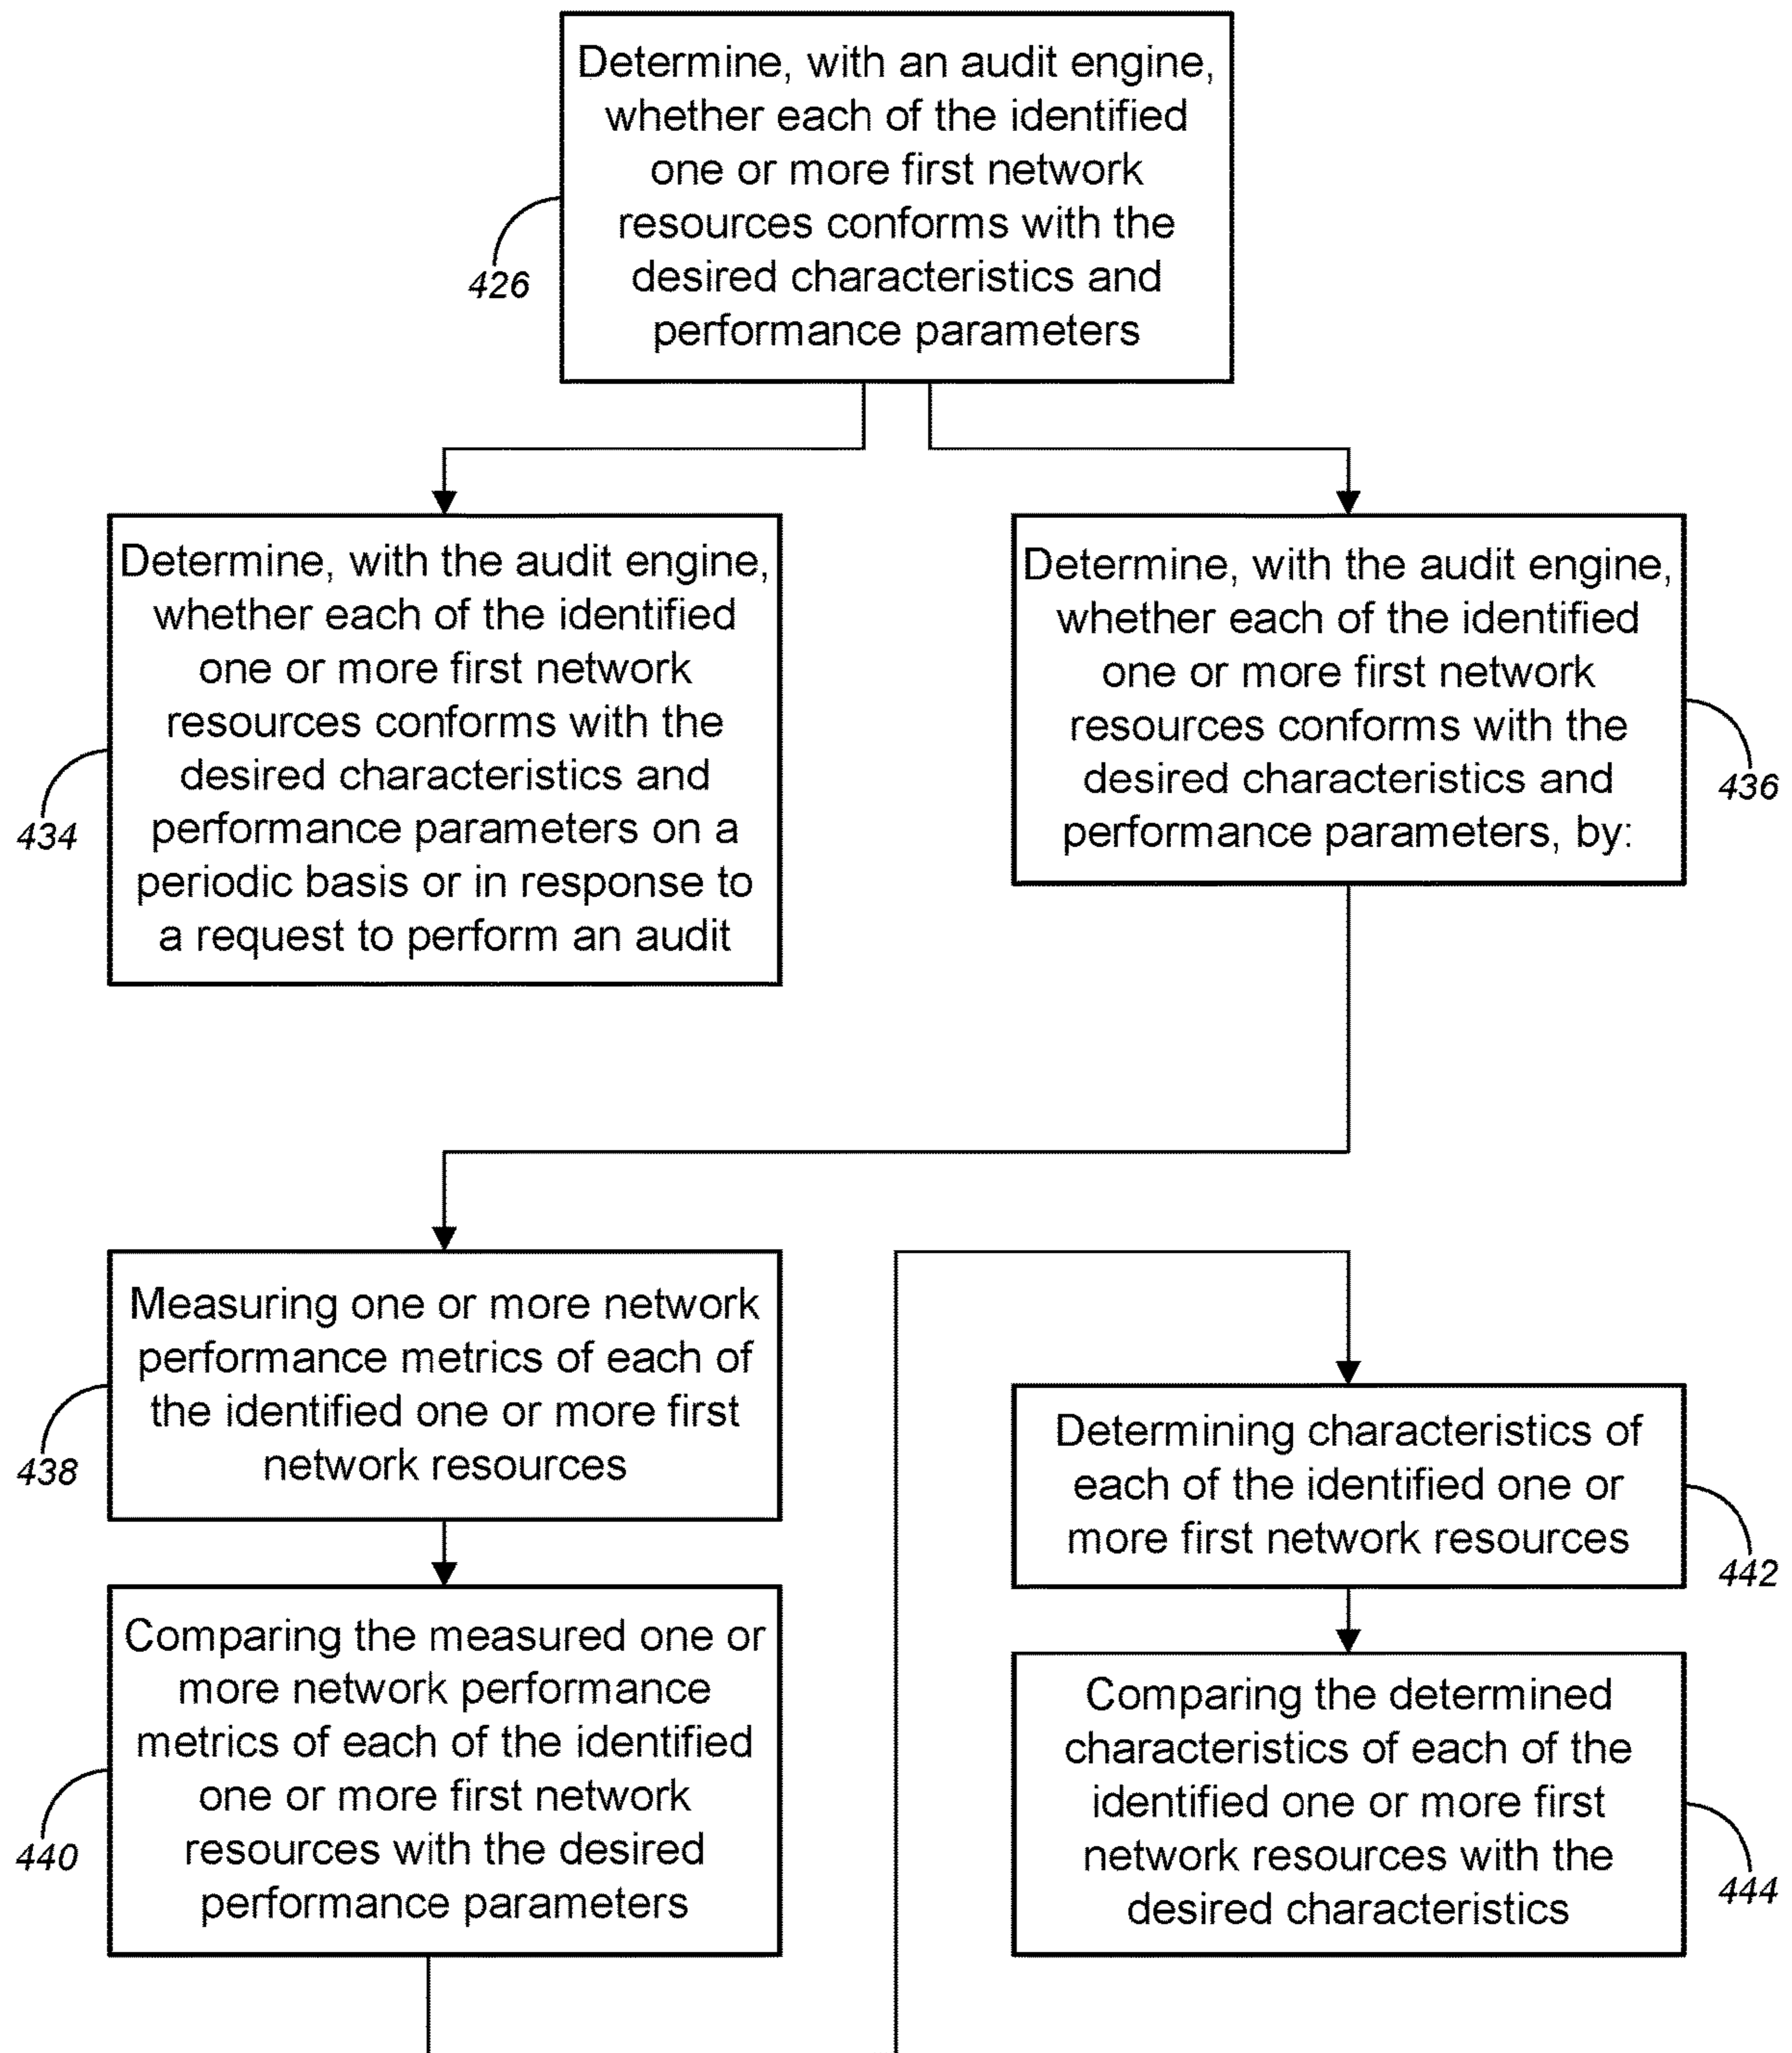 Determine, with an audit engine,
whether each of the identified
one or more first network
resources conforms with the
desired characteristics and
performance parameters
426
Determine, with the audit engine,
whether each of the identified
one or more first network
resources conforms with the
desired characteristics and
performance parameters on a
periodic basis or in response to
a request to perform an audit
434
Determine, with the audit engine,
whether each of the identified
one or more first network
resources conforms with the
desired characteristics and
performance parameters, by:
436
Measuring one or more network
performance metrics of each of
the identified one or more first
network resources
438
Comparing the measured one or
more network performance
metrics of each of the identified
one or more first network
resources with the desired
performance parameters
440
Determining characteristics of
each of the identified one or
more first network resources
442
Comparing the determined
characteristics of each of the
identified one or more first
network resources with the
desired characteristics
444